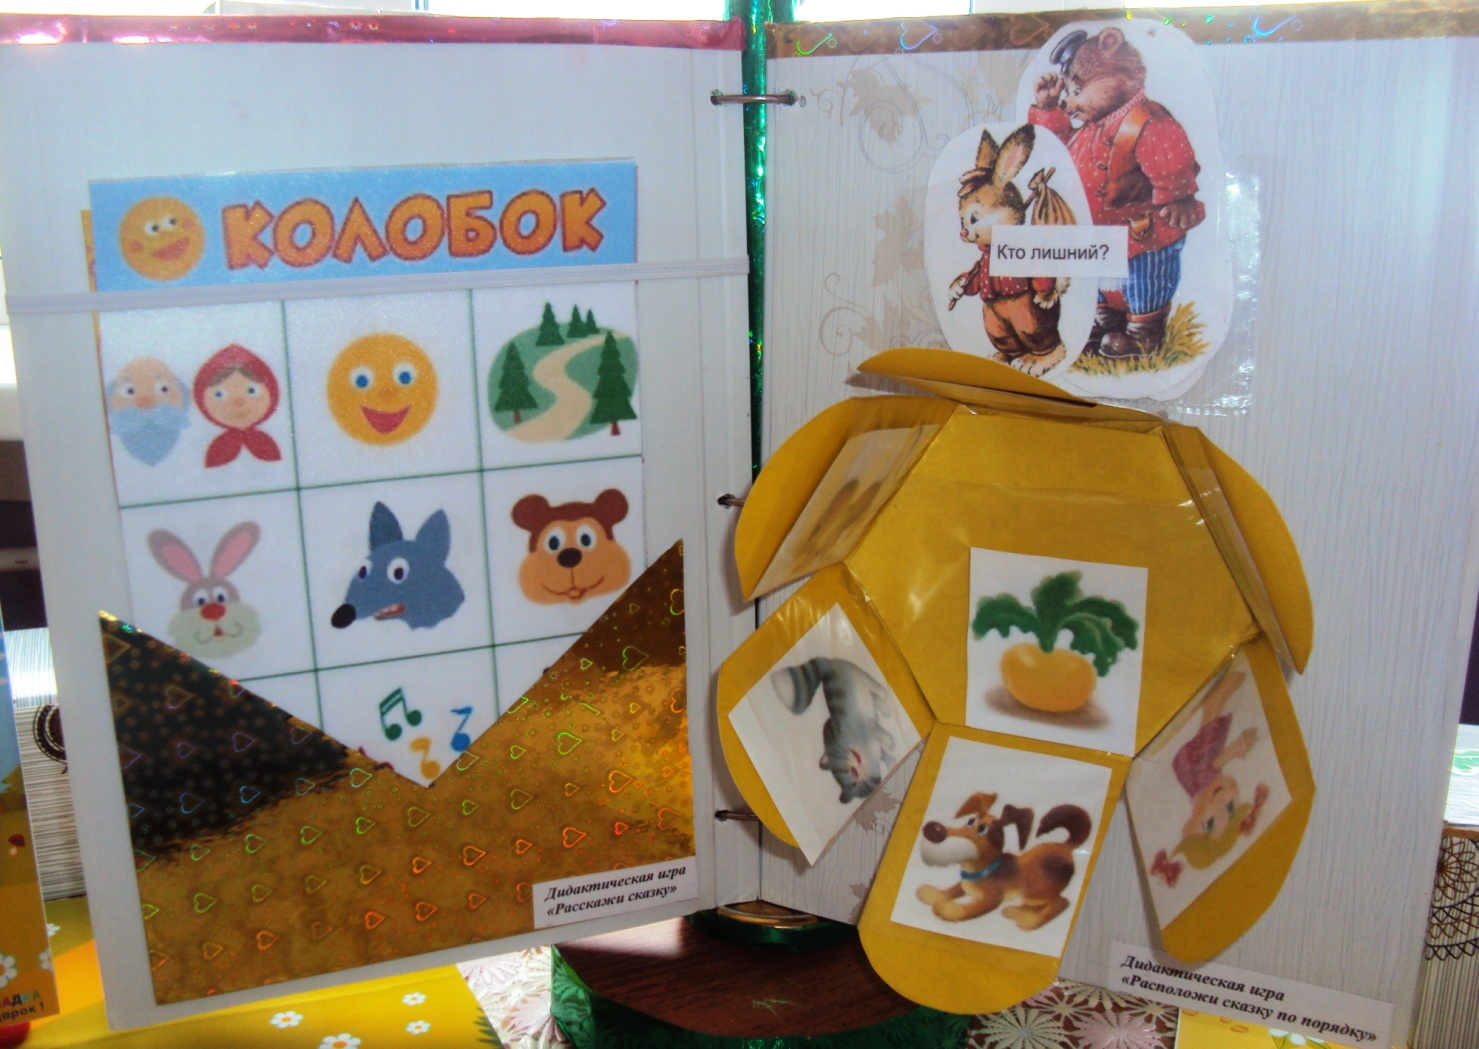 КОЛОБОК
Дидактическая игра
«Расскажи сказку»
Кто лишний?
Дидактическая игра
«Расположи сказку по порядку»